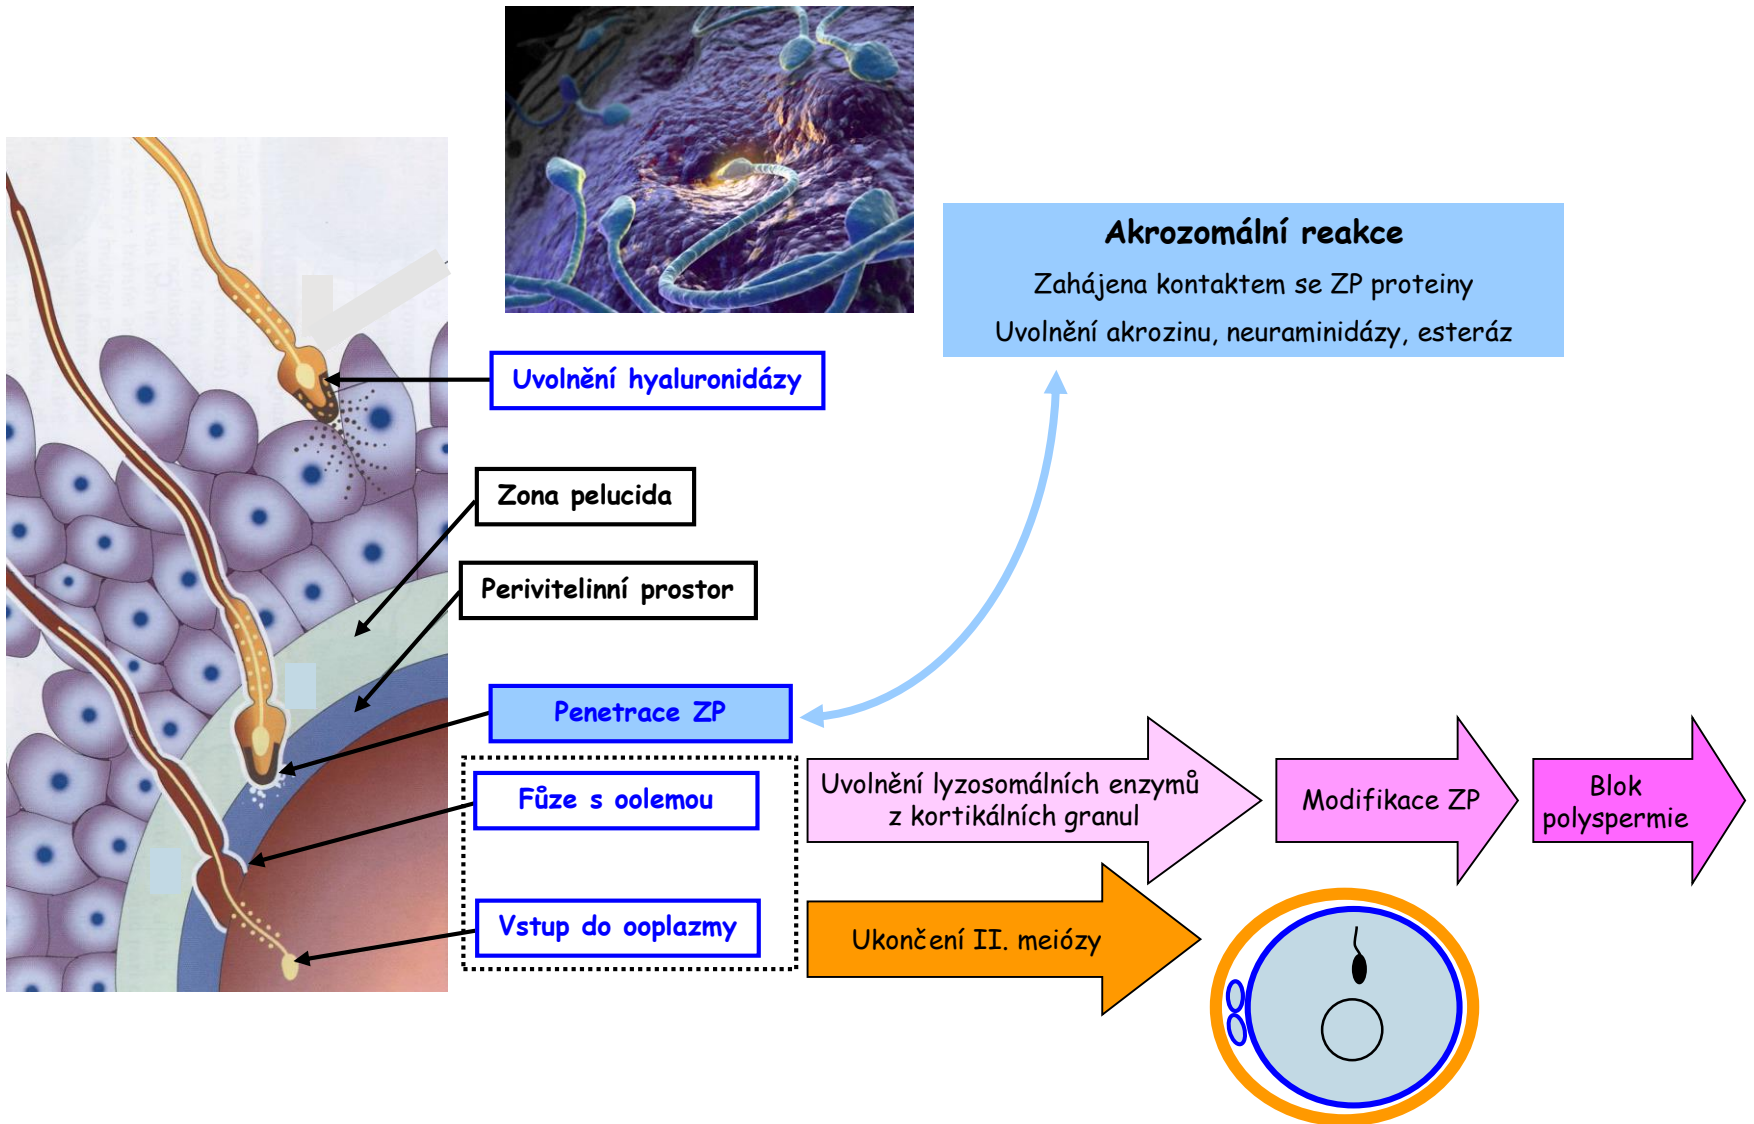 Akrozomální reakce
Zahájena kontaktem se ZP proteiny
Uvolnění akrozinu, neuraminidázy, esteráz
Uvolnění hyaluronidázy
Zona pelucida
Perivitelinní prostor
Penetrace ZP
Fůze s oolemou
Vstup do ooplazmy
Uvolnění lyzosomálních enzymů
z kortikálních granul
Modifikace ZP
Blok
polyspermie
Ukončení II. meiózy